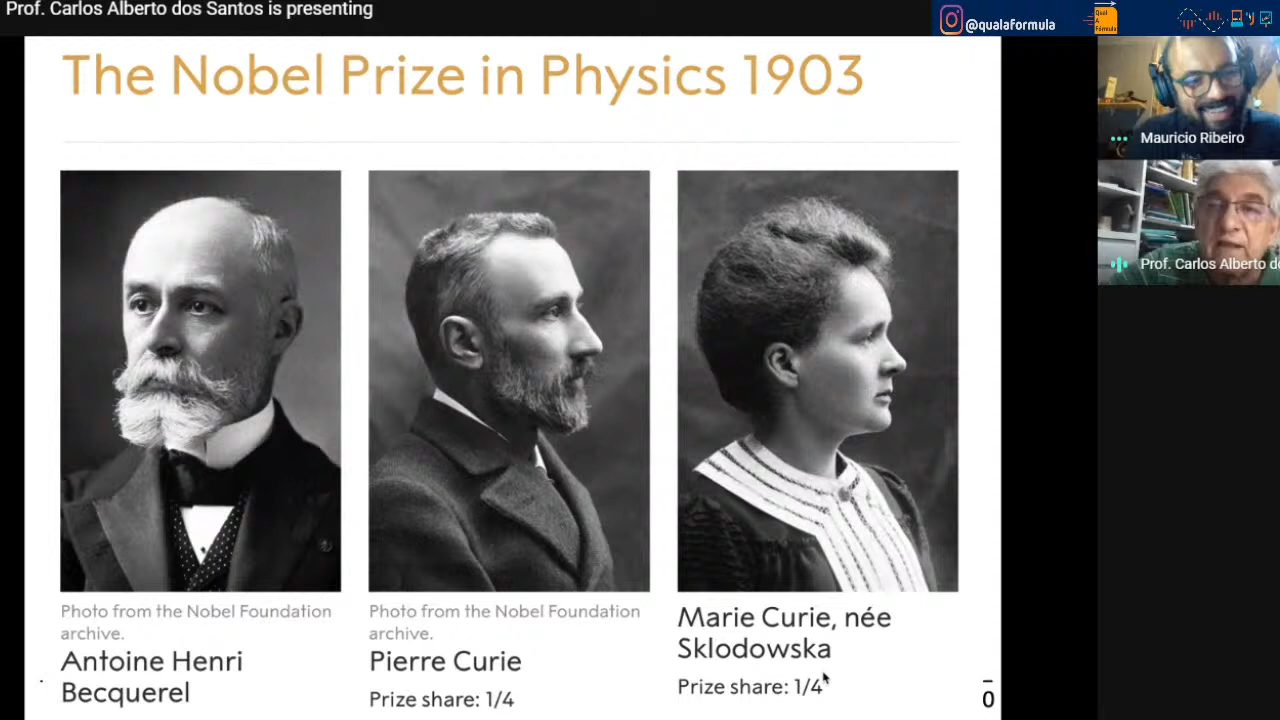 Prof. Carlos Alberto dos Santos is presenting
@qualaformula
Qual
A
Fórmula
The Nobel Prize in Physics 1903
Mauricio Ribeiro
Prof. Carlos Alberto d
Photo from the Nobel Foundation
archive.
Antoine Henri
Becquerel
Photo from the Nobel Foundation
archive.
Pierre Curie
Prize share: 1/4
Marie Curie, née
Sklodowska
Prize share: 1/4
0